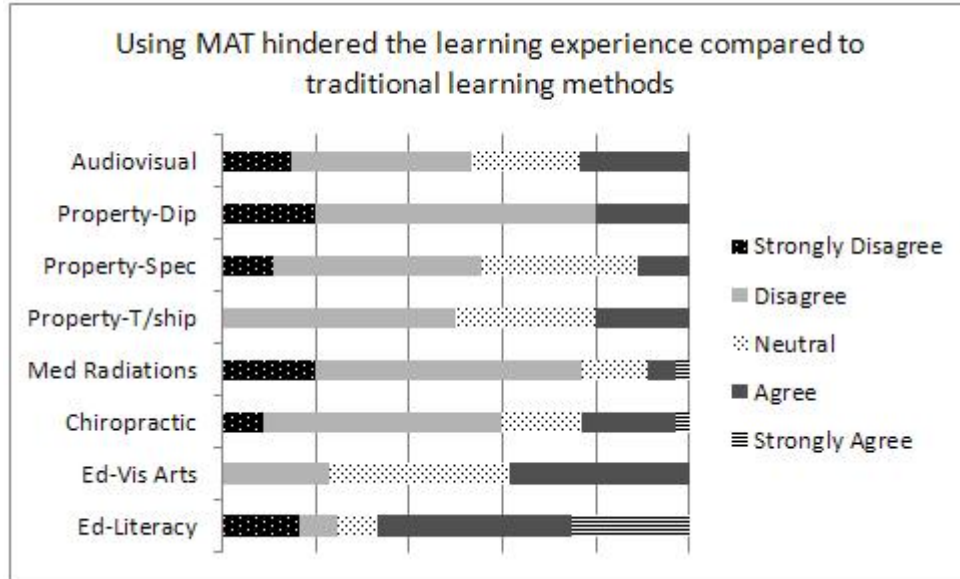 Using MAT hindered the learning experience compared to
traditional learning methods
Audiovisual
Property-Dip
Property-Spec
Property-T/ship
Med Radiations
Chiropractic
Ed-Vis Arts
Ed-Literacy
Strongly Disagree
Disagree
Neutral
Agree
Strongly Agree